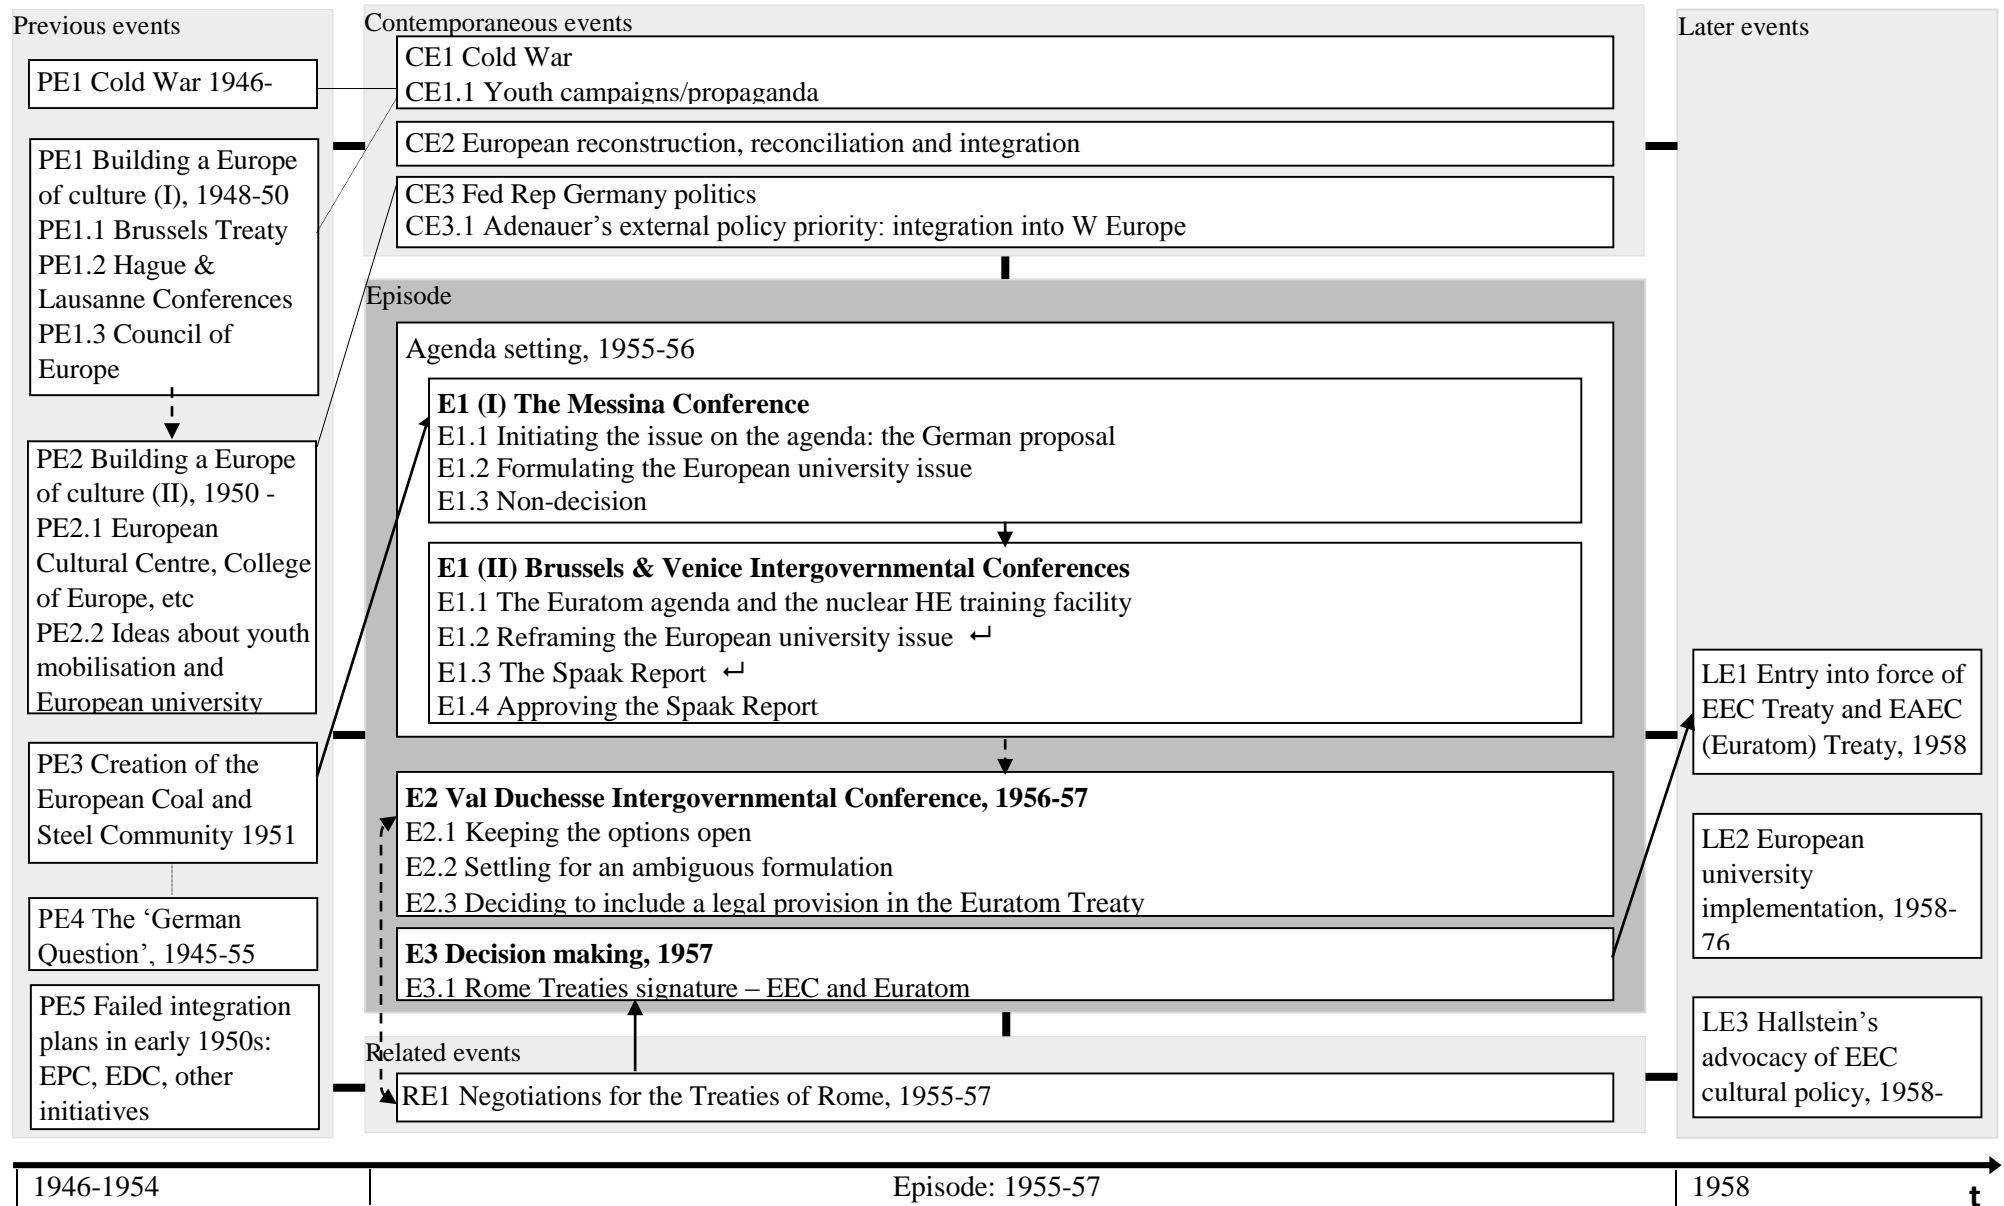 Previous events
PE1 Cold War 1946-
PE1 Building a Europe
of culture (I), 1948-50
PE1.1 Brussels Treaty
PE1.2 Hague &
Lausanne Conferences
PE1.3 Council of
Europe
PE2 Building a Europe
of culture (II), 1950 -
PE2.1 European
Cultural Centre, College
of Europe, etc
PE2.2 Ideas about youth
mobilisation and
European university
PE3 Creation of the
European Coal and
Steel Community 1951
PE4 The ‘German
Question’, 1945-55
PE5 Failed integration
plans in early 1950s:
EPC, EDC, other
initiatives
Contemporaneous events
CE1 Cold War
CE1.1 Youth campaigns/propaganda
CE2 European reconstruction, reconciliation and integration
CE3 Fed Rep Germany politics
CE3.1 Adenauer’s external policy priority: integration into W Europe
Episode
Agenda setting, 1955-56
E1 (I) The Messina Conference
E1.1 Initiating the issue on the agenda: the German proposal
E1.2 Formulating the European university issue
E1.3 Non-decision
E1 (II) Brussels & Venice Intergovernmental Conferences
E1.1 The Euratom agenda and the nuclear HE training facility
E1.2 Reframing the European university issue ↵
E1.3 The Spaak Report ↵
E1.4 Approving the Spaak Report
E2 Val Duchesse Intergovernmental Conference, 1956-57
E2.1 Keeping the options open
E2.2 Settling for an ambiguous formulation
E2.3 Deciding to include a legal provision in the Euratom Treaty
E3 Decision making, 1957
E3.1 Rome Treaties signature – EEC and Euratom
Related events
RE1 Negotiations for the Treaties of Rome, 1955-57
Later events
LE1 Entry into force of
EEC Treaty and EAEC
(Euratom) Treaty, 1958
LE2 European
university
implementation, 1958-
76
LE3 Hallstein’s
advocacy of EEC
cultural policy, 1958-
1946-1954
Episode: 1955-57
1958
t